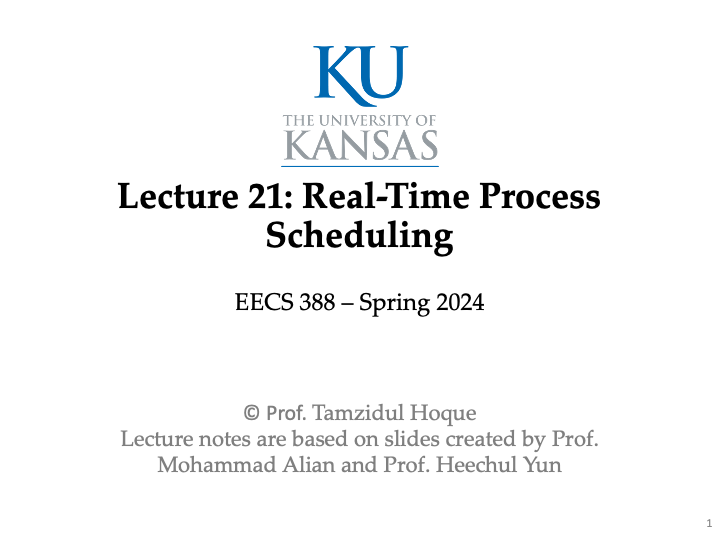 KU
THE UNIVERSITY OF
KANSAS
Lecture 21: Real-Time Process
Scheduling
EECS 388 – Spring 2024
© Prof. Tamzidul Hoque
Lecture notes are based on slides created by Prof.
Mohammad Alian and Prof. Heechul Yun
1